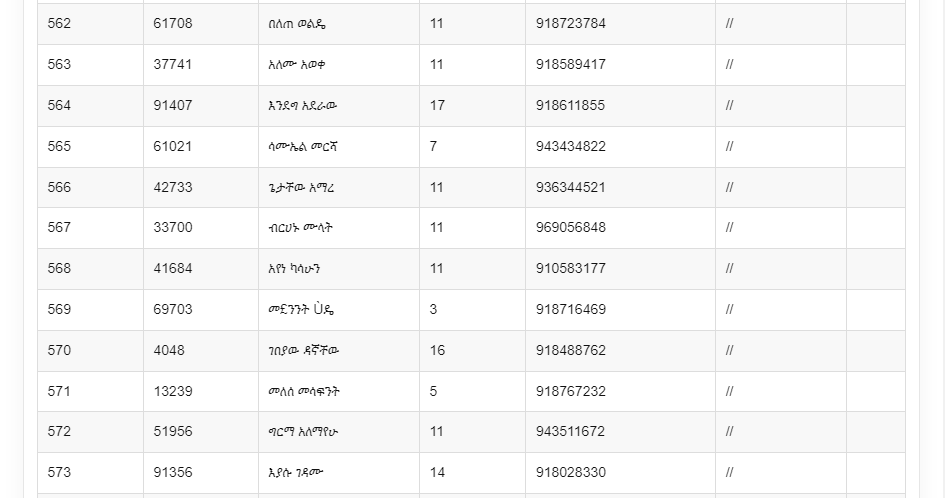 562 61708 በለጠ ወልዴ 11 918723784 //
563 37741 አለሙ አወቀ 11 918589417 //
564 91407 እንደግ አደራው 17 918611855 //
565 61021 ሳሙኤል መርሻ 7 943434822 //
566 42733 ጌታቸው አማረ 11 936344521 //
567 33700 ብርሀኑ ሙላት 11 969056848 //
568 41684 አየነ ካሳሁን 11 910583177 //
569 69703 መኗንንት Ùዴ 3 918716469 //
570 4048 ገበያው ዳኛቸው 16 918488762 //
571 13239 መለሰ መሳፍንት 5 918767232 //
572 51956 ግርማ አለማየሁ 11 943511672 //
573 91356 እያሱ ገዳሙ 14 918028330 //